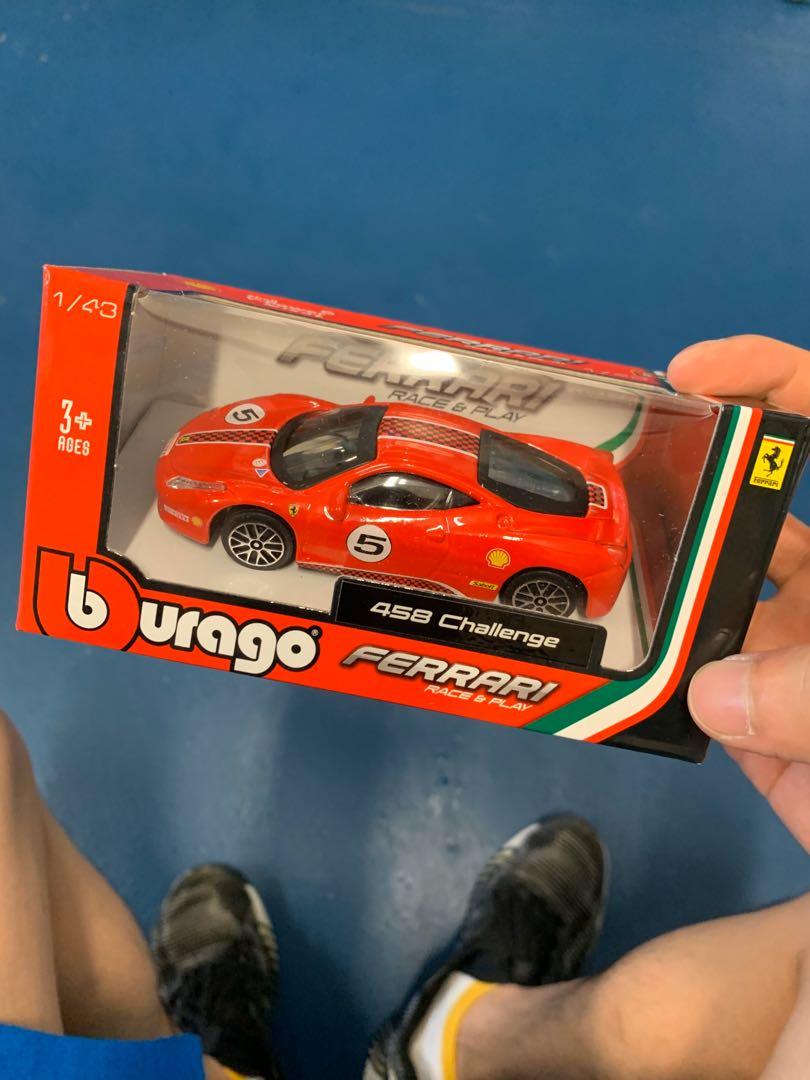 1/43
3+
AGES
FERRARI
RACE & PLAY
5
5
458 Challenge
burago®
FERRARI
RACE & PLAY
Ferrari